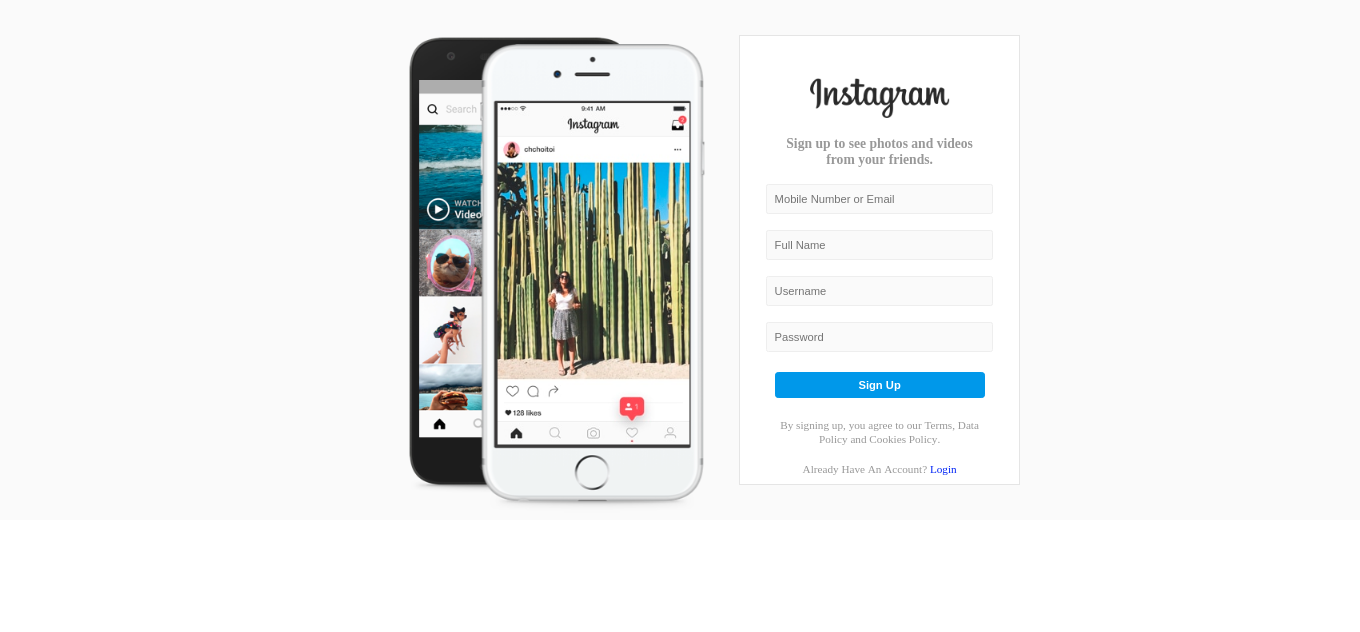 Search
WATCH
Video
9:41 AM
Instagram
2
chchoitoi
128 likes
1
Instagram
Sign up to see photos and videos
from your friends.
Mobile Number or Email
Full Name
Username
Password
Sign Up
By signing up, you agree to our Terms, Data
Policy and Cookies Policy.
Already Have An Account? Login